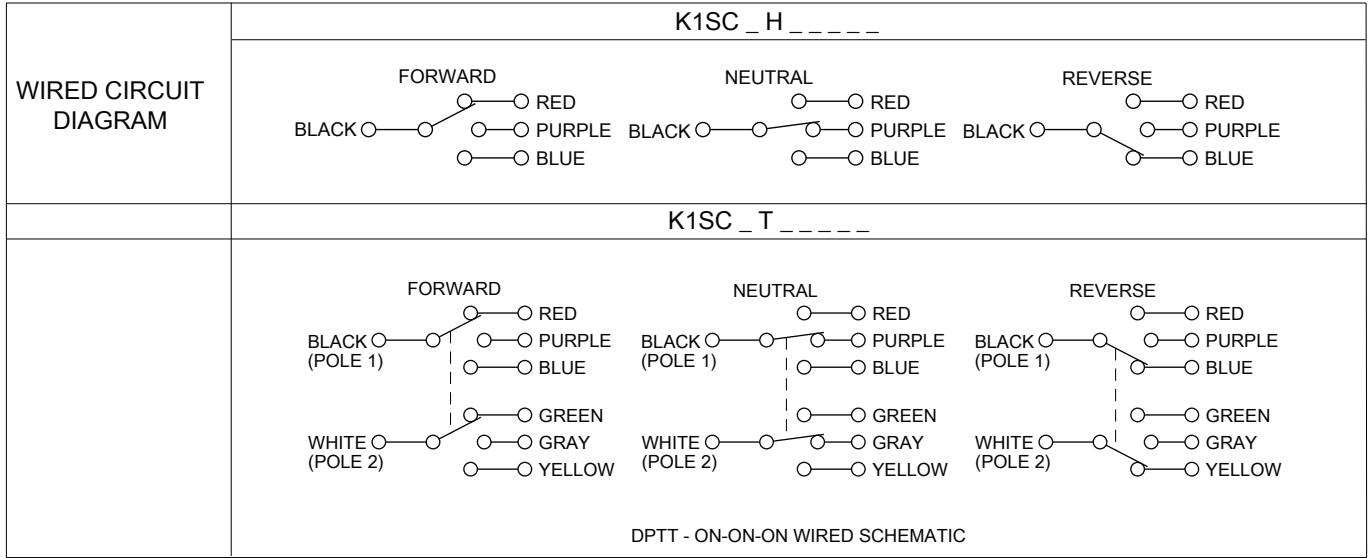 K1SC _ H _ _ _ _ _
WIRED CIRCUIT
DIAGRAM
FORWARD
RED
BLACK
PURPLE
BLUE
NEUTRAL
RED
BLACK
PURPLE
BLUE
REVERSE
RED
BLACK
PURPLE
BLUE
K1SC _ T _ _ _ _ _
FORWARD
RED
BLACK
PURPLE
(POLE 1)
BLUE
GREEN
WHITE
GRAY
(POLE 2)
YELLOW
NEUTRAL
RED
BLACK
PURPLE
(POLE 1)
BLUE
GREEN
WHITE
GRAY
(POLE 2)
YELLOW
REVERSE
RED
BLACK
PURPLE
(POLE 1)
BLUE
GREEN
WHITE
GRAY
(POLE 2)
YELLOW
DPTT - ON-ON-ON WIRED SCHEMATIC